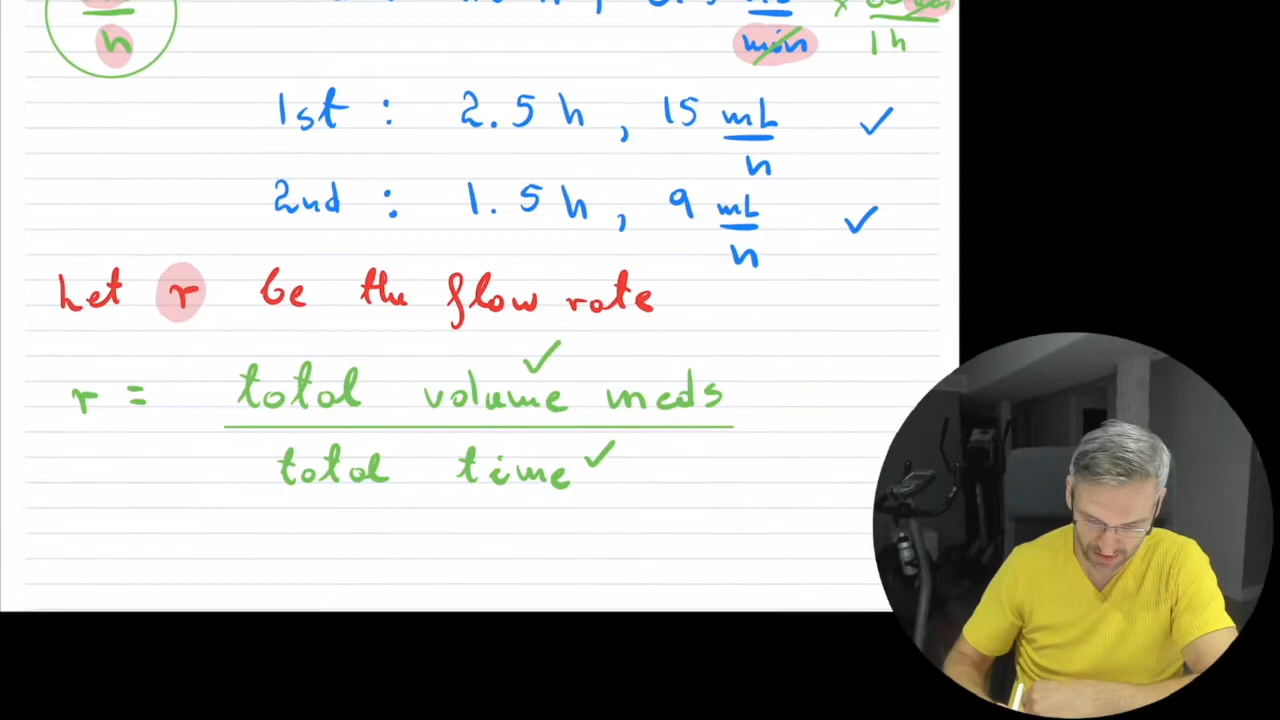 h
min
1h
1st : 2.5 h , 15 mL/h ✓
2nd : 1.5 h , 9 mL/h ✓
Let r be the flow rate
r = total volume meds ✓
total time ✓